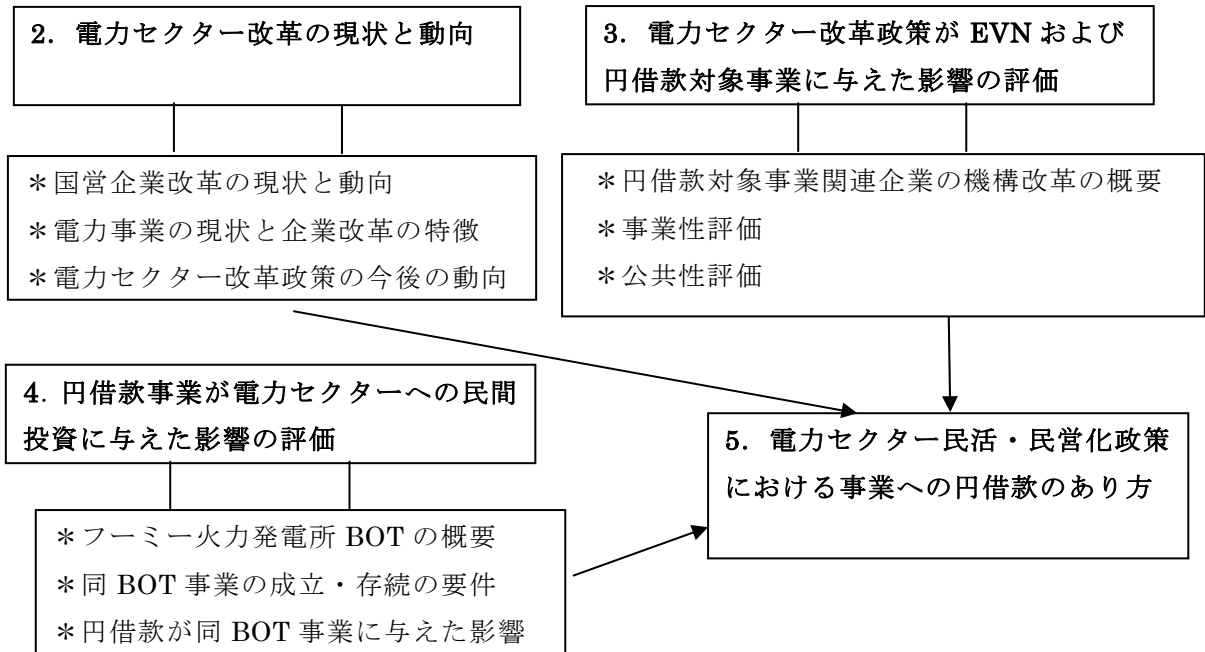 2. 電力セクター改革の現状と動向
＊国営企業改革の現状と動向
＊電力事業の現状と企業改革の特徴
＊電力セクター改革政策の今後の動向
3. 電力セクター改革政策が EVN および
円借款対象事業に与えた影響の評価
＊円借款対象事業関連企業の機構改革の概要
＊事業性評価
＊公共性評価
4. 円借款事業が電力セクターへの民間
投資に与えた影響の評価
＊フーミー火力発電所 BOT の概要
＊同 BOT 事業の成立・存続の要件
＊円借款が同 BOT 事業に与えた影響
5. 電力セクター民活・民営化政策
における事業への円借款のあり方